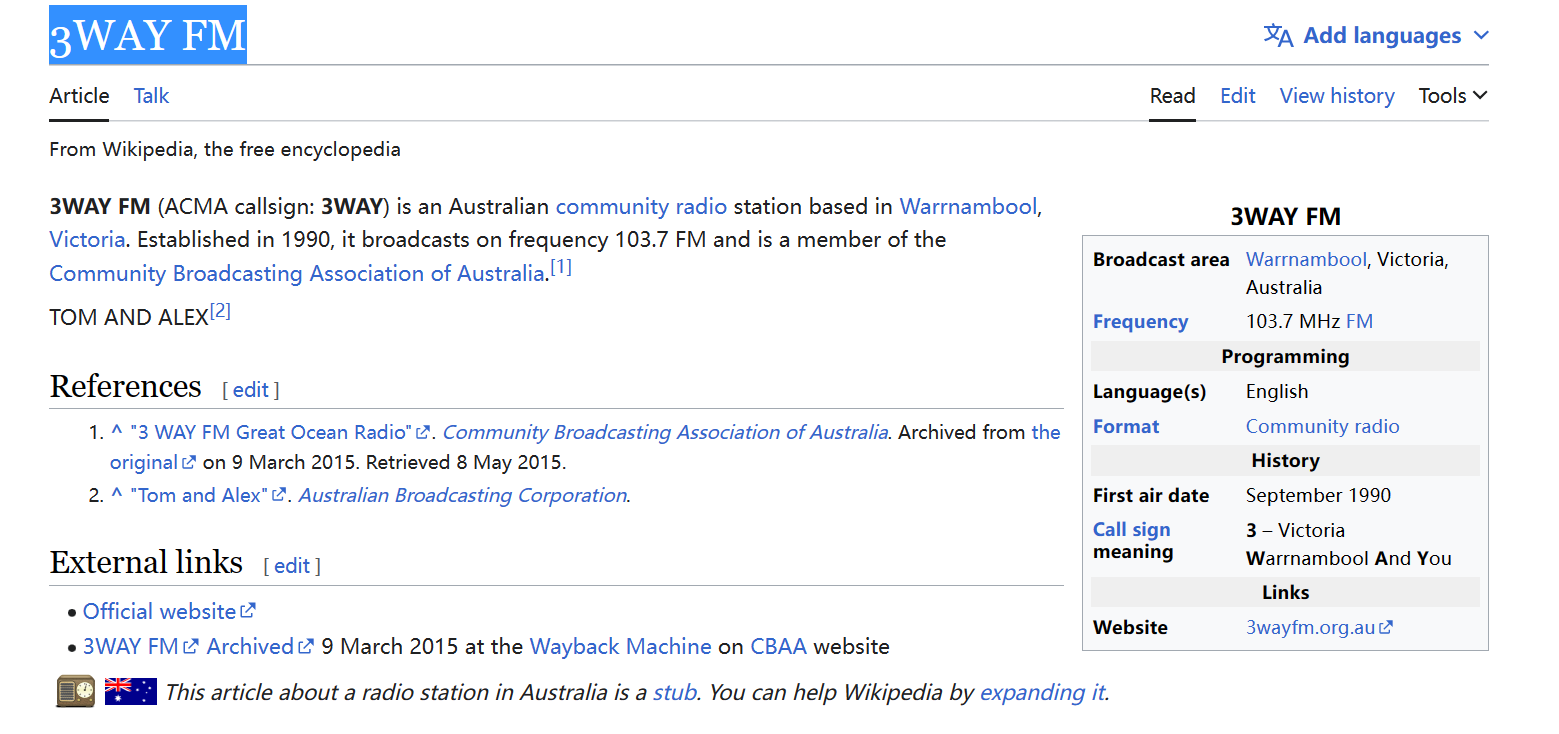 3WAY FM
Add languages
Article Talk
Read Edit View history Tools
From Wikipedia, the free encyclopedia
3WAY FM (ACMA callsign: 3WAY) is an Australian community radio station based in Warrnambool,
Victoria. Established in 1990, it broadcasts on frequency 103.7 FM and is a member of the
Community Broadcasting Association of Australia.[1]
TOM AND ALEX[2]
References [ edit ]
1. ^ "3 WAY FM Great Ocean Radio". Community Broadcasting Association of Australia. Archived from the
original on 9 March 2015. Retrieved 8 May 2015.
2. ^ "Tom and Alex". Australian Broadcasting Corporation.
External links [ edit ]
• Official website
• 3WAY FM Archived 9 March 2015 at the Wayback Machine on CBAA website
This article about a radio station in Australia is a stub. You can help Wikipedia by expanding it.
3WAY FM
Broadcast area Warrnambool, Victoria,
Australia
Frequency 103.7 MHz FM
Programming
Language(s) English
Format Community radio
History
First air date September 1990
Call sign 3 – Victoria
meaning Warrnambool And You
Links
Website 3wayfm.org.au